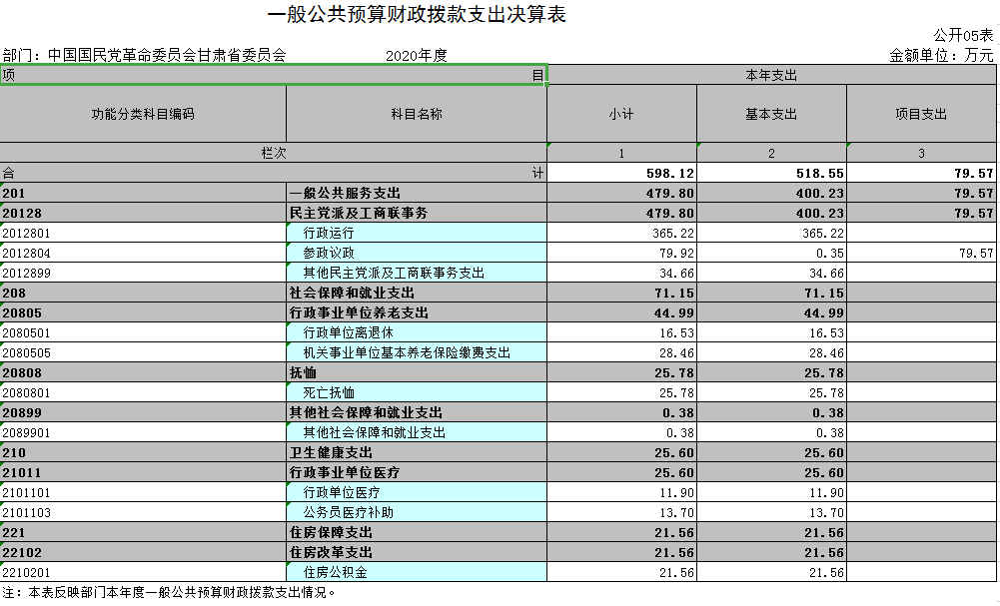 一般公共预算财政拨款支出决算表
公开05表
部门：中国国民党革命委员会甘肃省委员会 2020年度 金额单位：万元
项 目 本年支出
功能分类科目编码 科目名称 小计 基本支出 项目支出
栏次 1 2 3
合 计 598.12 518.55 79.57
201 一般公共服务支出 479.80 400.23 79.57
20128 民主党派及工商联事务 479.80 400.23 79.57
2012801 行政运行 365.22 365.22
2012804 参政议政 79.92 0.35 79.57
2012899 其他民主党派及工商联事务支出 34.66 34.66
208 社会保障和就业支出 71.15 71.15
20805 行政事业单位养老支出 44.99 44.99
2080501 行政单位离退休 16.53 16.53
2080505 机关事业单位基本养老保险缴费支出 28.46 28.46
20808 抚恤 25.78 25.78
2080801 死亡抚恤 25.78 25.78
20899 其他社会保障和就业支出 0.38 0.38
2089901 其他社会保障和就业支出 0.38 0.38
210 卫生健康支出 25.60 25.60
21011 行政事业单位医疗 25.60 25.60
2101101 行政单位医疗 11.90 11.90
2101103 公务员医疗补助 13.70 13.70
221 住房保障支出 21.56 21.56
22102 住房改革支出 21.56 21.56
2210201 住房公积金 21.56 21.56
注：本表反映部门本年度一般公共预算财政拨款支出情况。